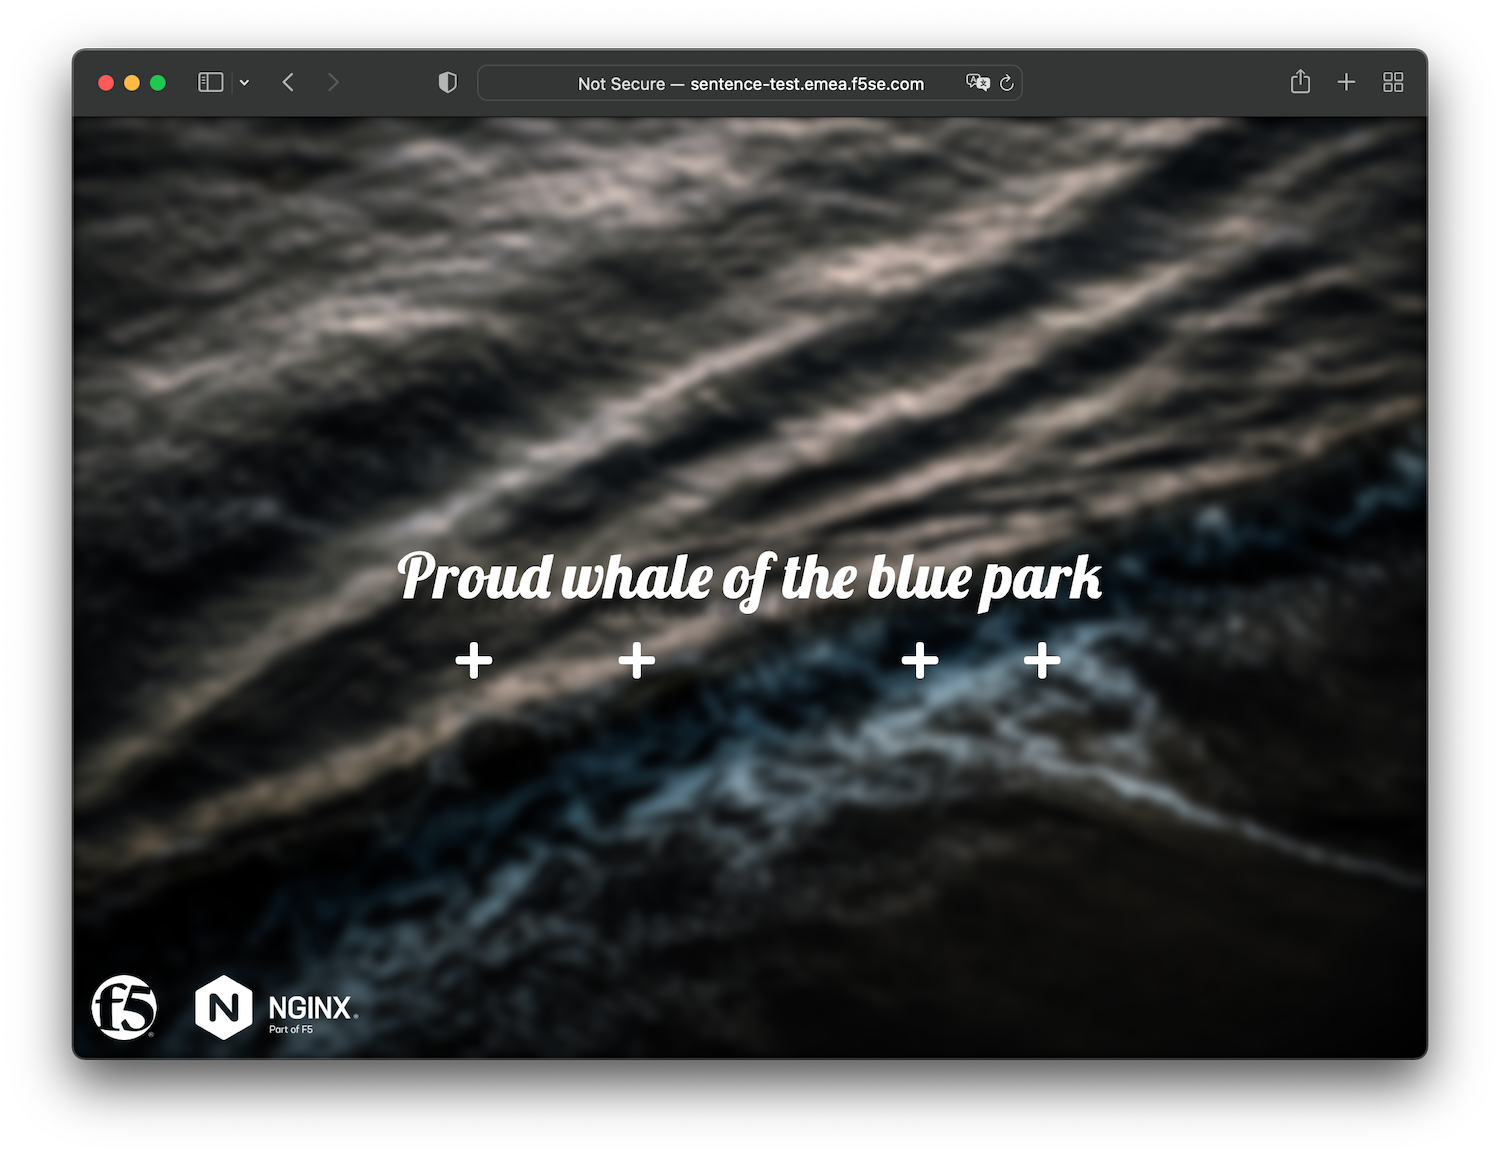 Not Secure — sentence-test.emea.f5se.com
Proud whale of the blue park
+ + + +
f5®
N NGINX®
Part of F5